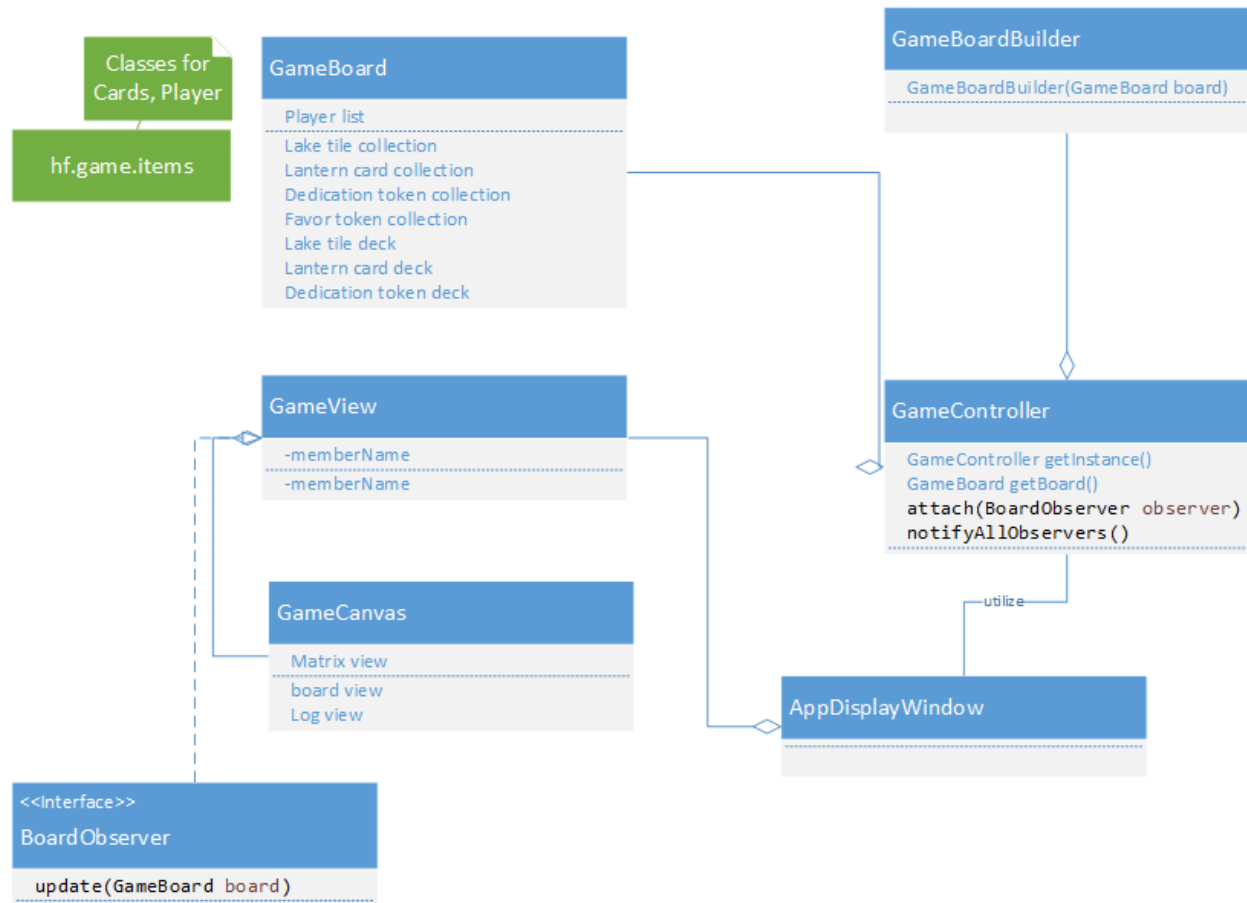 Classes for
Cards, Player
hf.game.items
GameBoard
Player list
Lake tile collection
Lantern card collection
Dedication token collection
Favor token collection
Lake tile deck
Lantern card deck
Dedication token deck
GameBoardBuilder
GameBoardBuilder(GameBoard board)
GameView
-memberName
-memberName
GameController
GameController getInstance()
GameBoard getBoard()
attach(BoardObserver observer)
notifyAllObservers()
utilize
GameCanvas
Matrix view
board view
Log view
AppDisplayWindow
<<Interface>>
BoardObserver
update(GameBoard board)